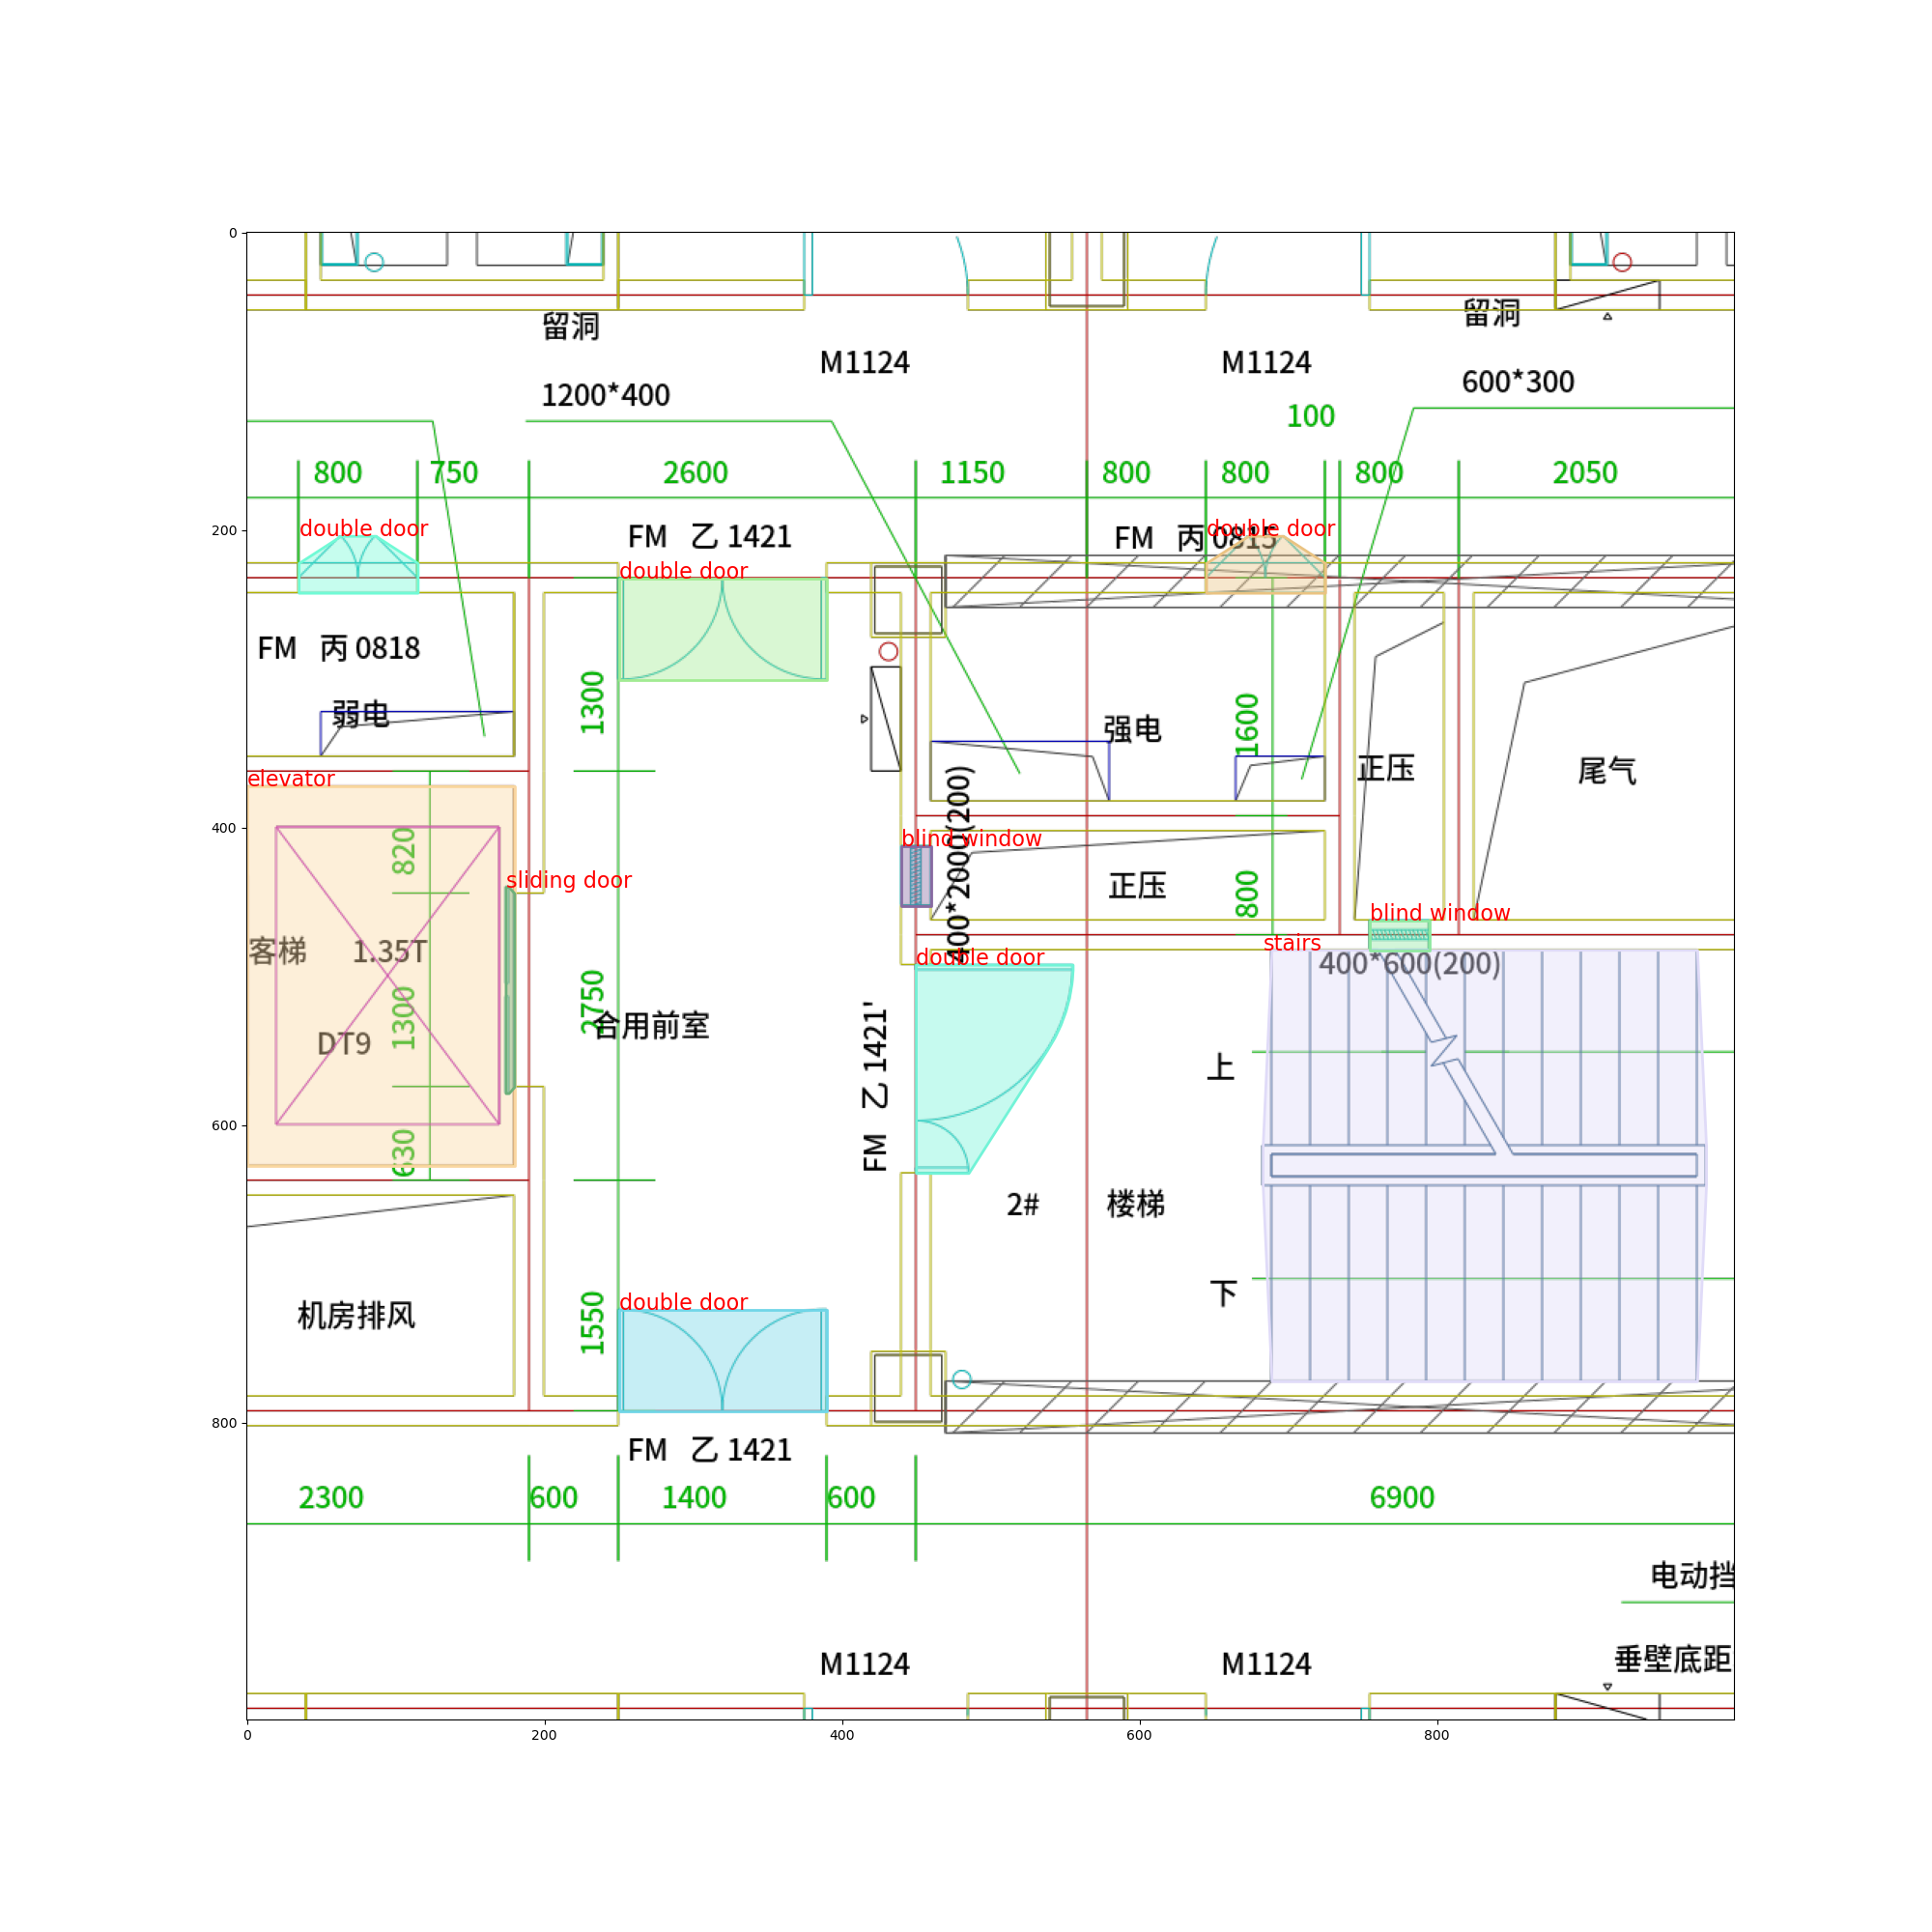 0
留洞
留洞
M1124
M1124
1200*400
600*300
100
800
750
2600
1150
800
800
800
2050
200
double door
FM 乙 1421
FM 丙 0815
double door
double door
FM 丙 0818
弱电
1300
强电
1600
正压
尾气
elevator
400
820
blind window
400*2000(200)
sliding door
正压
800
blind window
客梯 1.35T
double door
stairs
400*600(200)
1300
DT9
2750
合用前室
FM 乙 1421'
上
600
630
2# 楼梯
下
机房排风
1550
double door
800
FM 乙 1421
2300
600
1400
600
6900
电动挡
M1124
M1124
垂壁底距
0
200
400
600
800